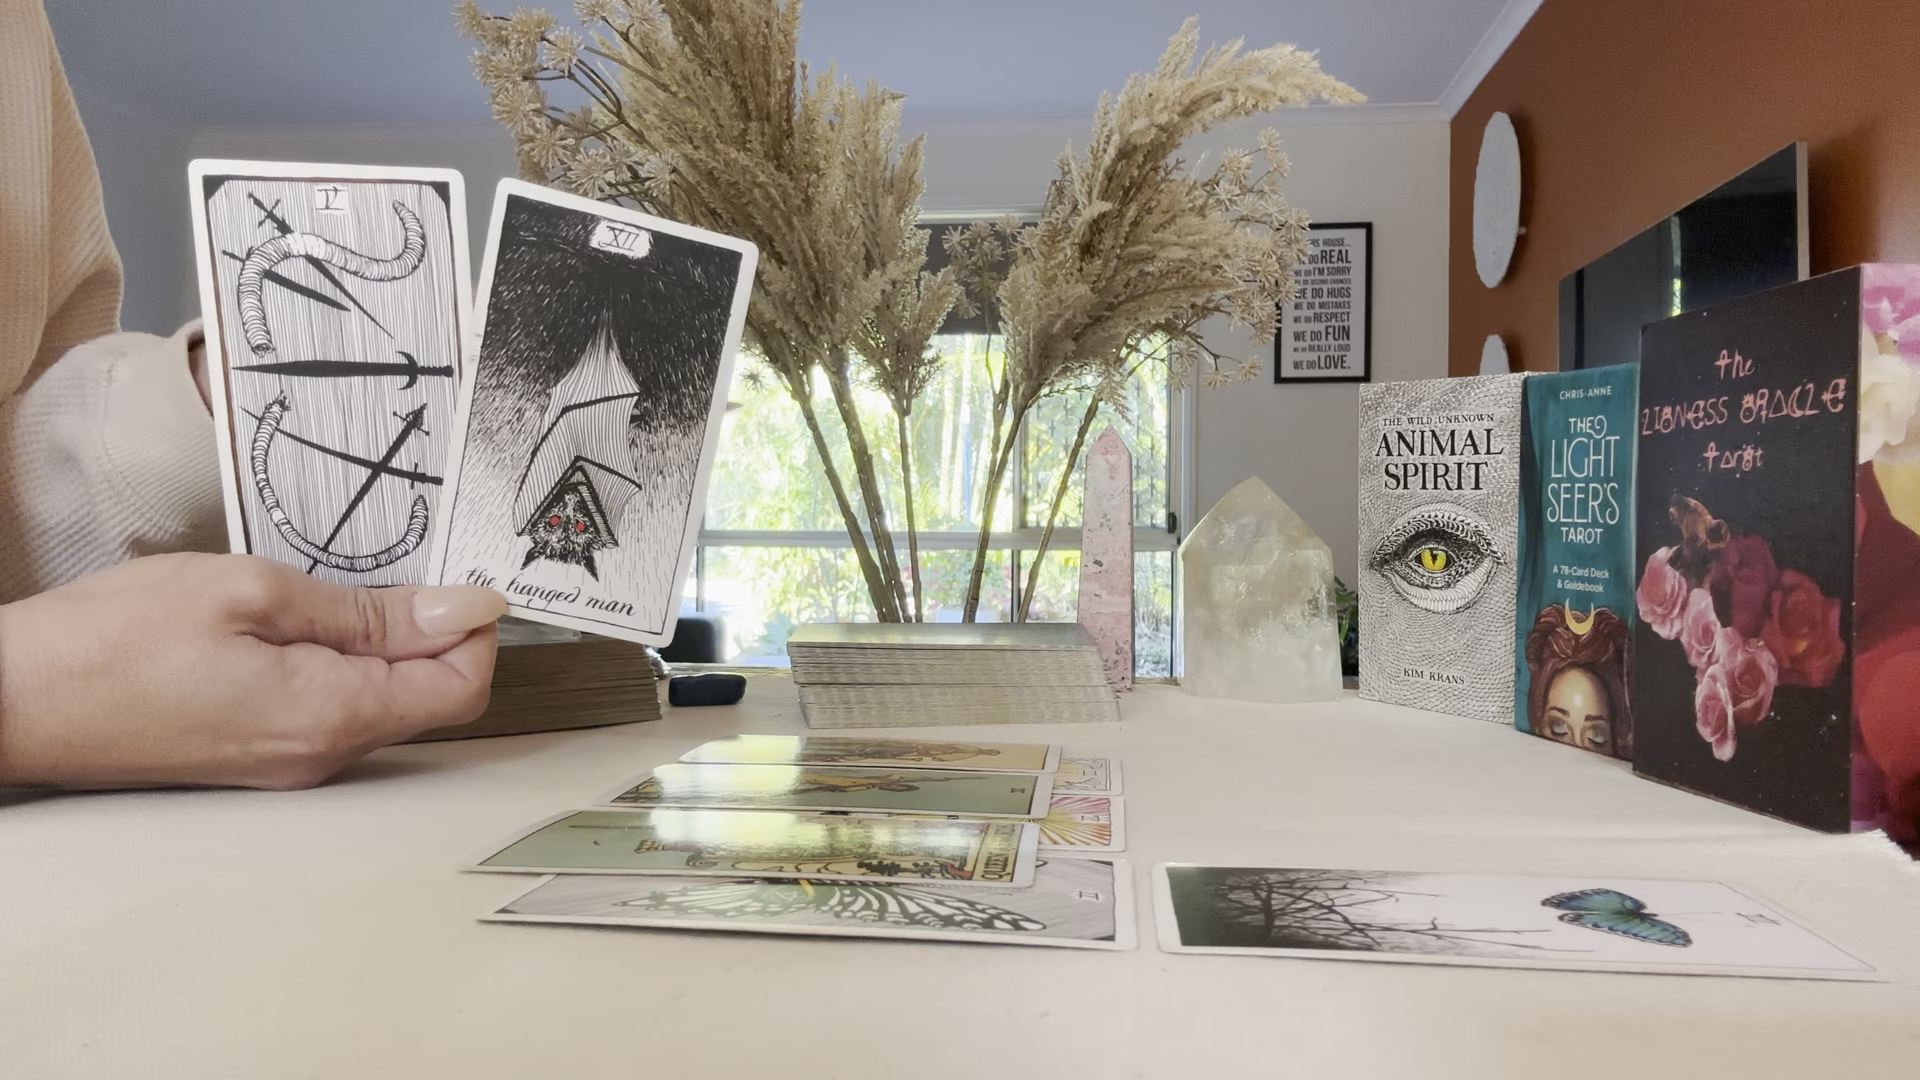 V
XII
the hanged man
HIS HOUSE...
WE DO REAL
WE DO I'M SORRY
WE DO SECOND CHANCES
WE DO HUGS
WE DO MISTAKES
WE DO RESPECT
WE DO FUN
WE DO REALLY LOUD
WE DO LOVE.
THE WILD UNKNOWN
ANIMAL
SPIRIT
KIM KRANS
CHRIS-ANNE
THE
LIGHT
SEER'S
TAROT
A 78-Card Deck
& Guidebook
the
LIONESS ORACLE
tarot
QUEEN